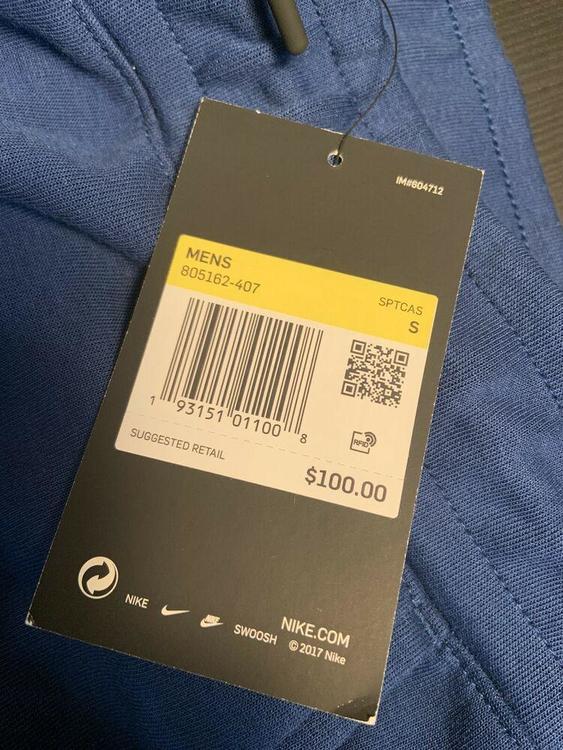 IM#804712
MENS
805162-407
SPTCAS
S
1 93151 01100 8
RFID
SUGGESTED RETAIL
$100.00
NIKE
SWOOSH
NIKE.COM
© 2017 Nike